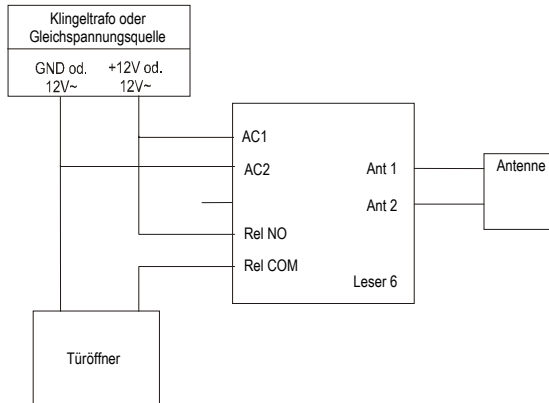 Klingeltrafo oder
Gleichspannungsquelle
GND od. +12V od.
12V~ 12V~
AC1
AC2
Rel NO
Rel COM
Ant 1
Ant 2
Leser 6
Antenne
Türöffner